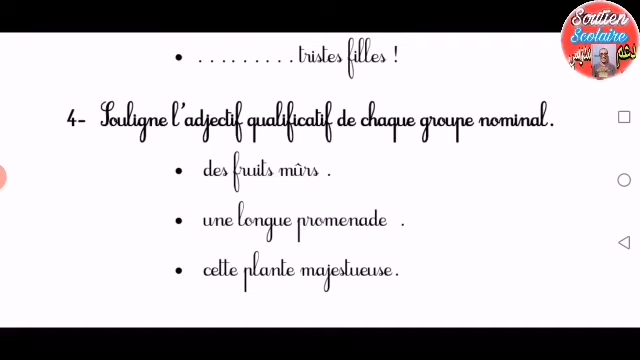 Soutien
Scolaire
• . . . . . . . . . tristes filles !
4- Souligne l'adjectif qualificatif de chaque groupe nominal.
• des fruits mûrs .
• une longue promenade .
• cette plante majestueuse.